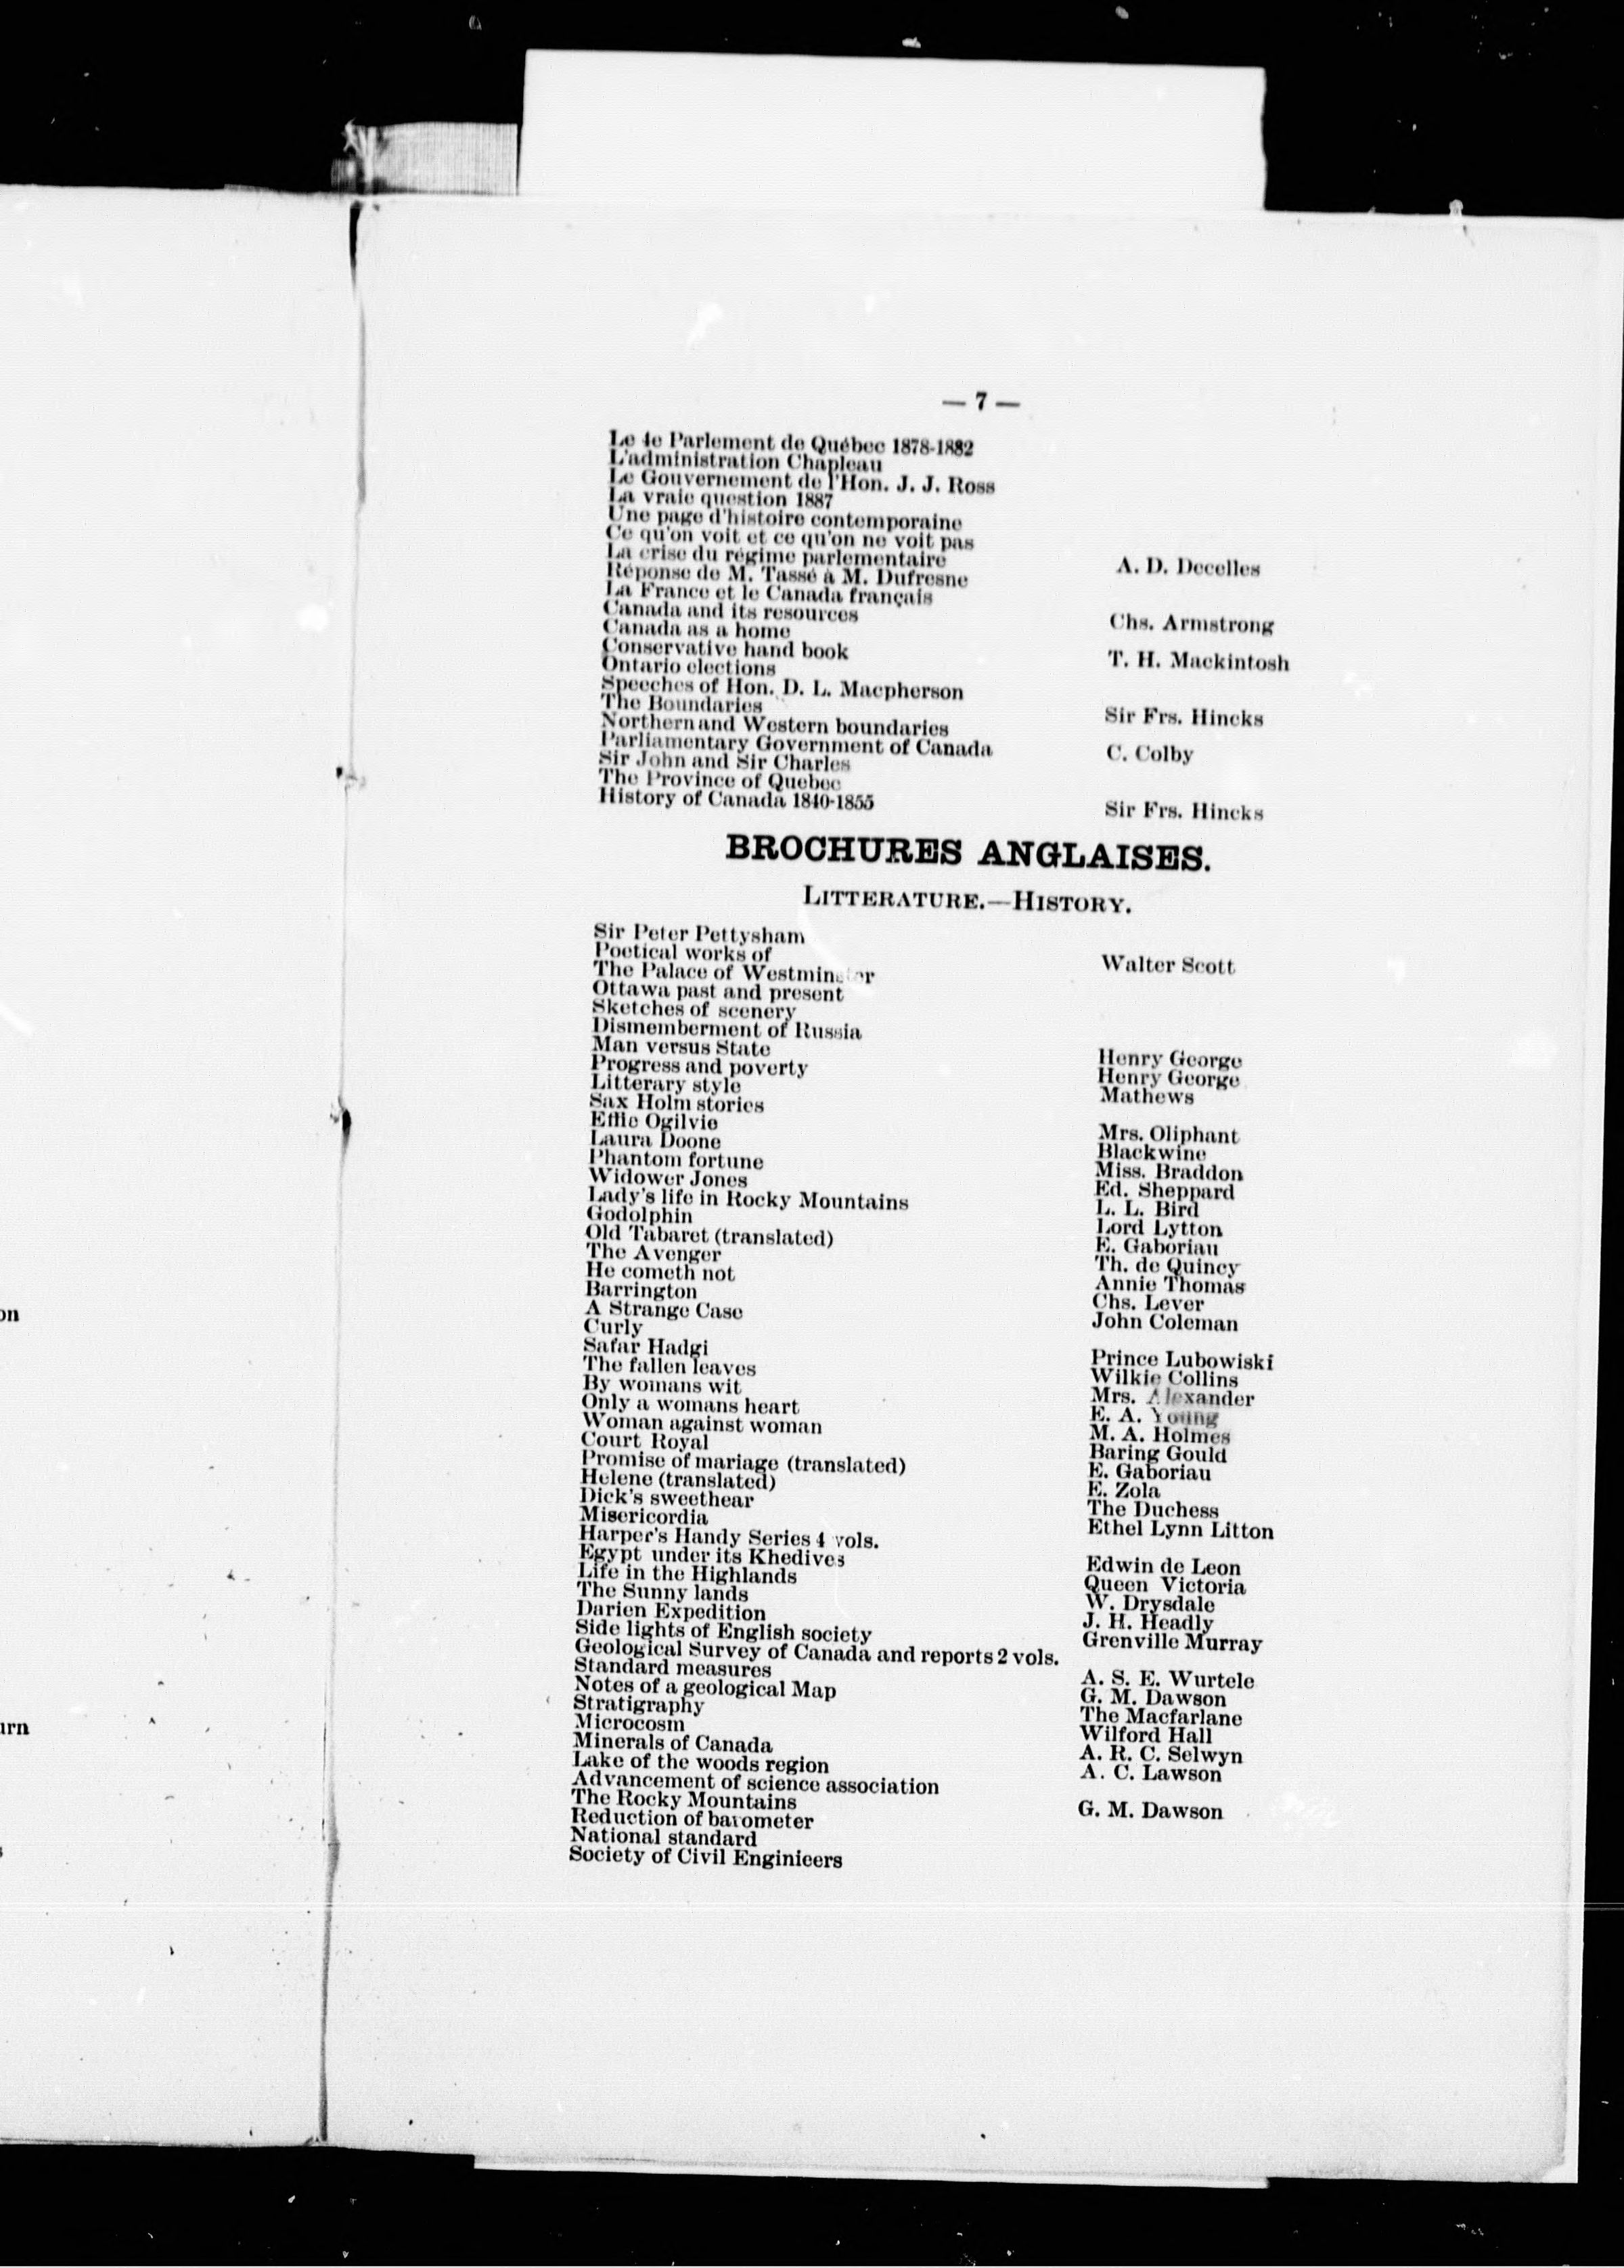 — 7 —
Le 4e Parlement de Québec 1878-1882
L'administration Chapleau
Le Gouvernement de l'Hon. J. J. Ross
La vraie question 1887
Une page d'histoire contemporaine
Ce qu'on voit et ce qu'on ne voit pas
La crise du régime parlementaire A. D. Decelles
Réponse de M. Tassé à M. Dufresne
La France et le Canada français
Canada and its resources Chs. Armstrong
Canada as a home
Conservative hand book T. H. Mackintosh
Ontario elections
Speeches of Hon. D. L. Macpherson
The Boundaries Sir Frs. Hincks
Northern and Western boundaries
Parliamentary Government of Canada C. Colby
Sir John and Sir Charles
The Province of Quebec
History of Canada 1840-1855 Sir Frs. Hincks
BROCHURES ANGLAISES.
LITTERATURE.—HISTORY.
Sir Peter Pettysham
Poetical works of Walter Scott
The Palace of Westminster
Ottawa past and present
Sketches of scenery
Dismemberment of Russia
Man versus State Henry George
Progress and poverty Henry George
Litterary style Mathews
Sax Holm stories
Effie Ogilvie Mrs. Oliphant
Laura Doone Blackwine
Phantom fortune Miss. Braddon
Widower Jones Ed. Sheppard
Lady's life in Rocky Mountains L. L. Bird
Godolphin Lord Lytton
Old Tabaret (translated) E. Gaboriau
The Avenger Th. de Quincy
He cometh not Annie Thomas
Barrington Chs. Lever
A Strange Case John Coleman
Curly
Safar Hadgi Prince Lubowiski
The fallen leaves Wilkie Collins
By womans wit Mrs. Alexander
Only a womans heart E. A. Young
Woman against woman M. A. Holmes
Court Royal Baring Gould
Promise of mariage (translated) E. Gaboriau
Helene (translated) E. Zola
Dick's sweethear The Duchess
Misericordia Ethel Lynn Litton
Harper's Handy Series 4 vols.
Egypt under its Khedives Edwin de Leon
Life in the Highlands Queen Victoria
The Sunny lands W. Drysdale
Darien Expedition J. H. Headly
Side lights of English society Grenville Murray
Geological Survey of Canada and reports 2 vols.
Standard measures A. S. E. Wurtele
Notes of a geological Map G. M. Dawson
Stratigraphy The Macfarlane
Microcosm Wilford Hall
Minerals of Canada A. R. C. Selwyn
Lake of the woods region A. C. Lawson
Advancement of science association
The Rocky Mountains G. M. Dawson
Reduction of barometer
National standard
Society of Civil Enginieers